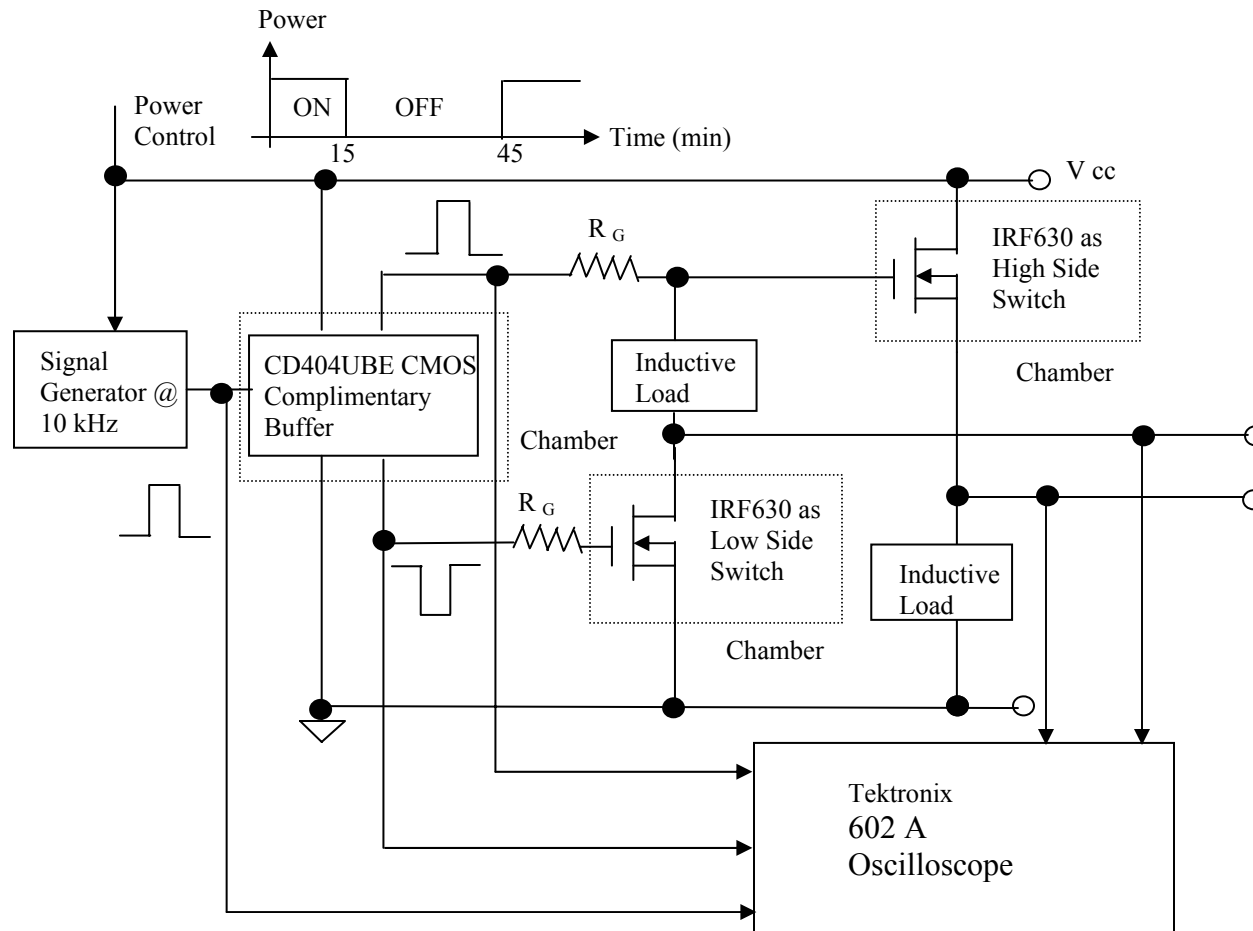 Power
ON
OFF
Power
Control
Time (min)
15
45
V cc
R G
IRF630 as
High Side
Switch
Signal
Generator @
10 kHz
CD404UBE CMOS
Complimentary
Buffer
Inductive
Load
Chamber
Chamber
R G
IRF630 as
Low Side
Switch
Inductive
Load
Chamber
Tektronix
602 A
Oscilloscope